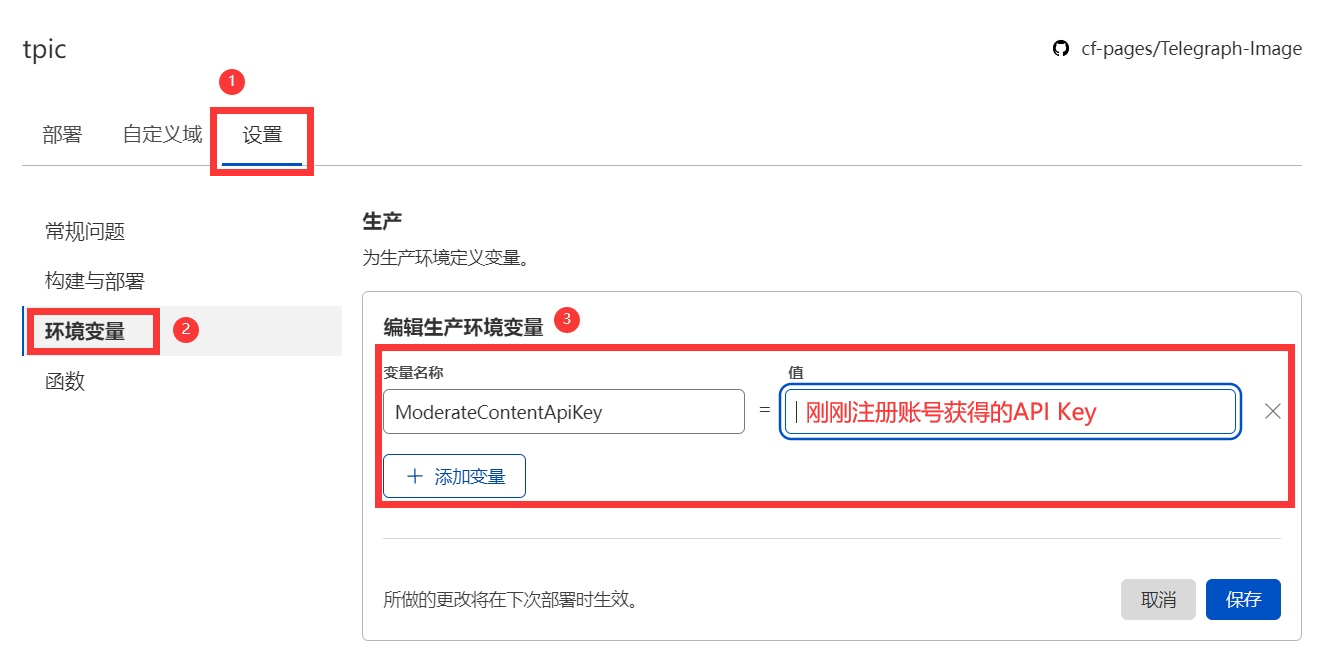 tpic
cf-pages/Telegraph-Image
1
部署 自定义域 设置
常规问题
构建与部署
环境变量 2
函数
生产
为生产环境定义变量。
编辑生产环境变量 3
变量名称 值
ModerateContentApiKey = 刚刚注册账号获得的API Key
+ 添加变量
所做的更改将在下次部署时生效。
取消 保存